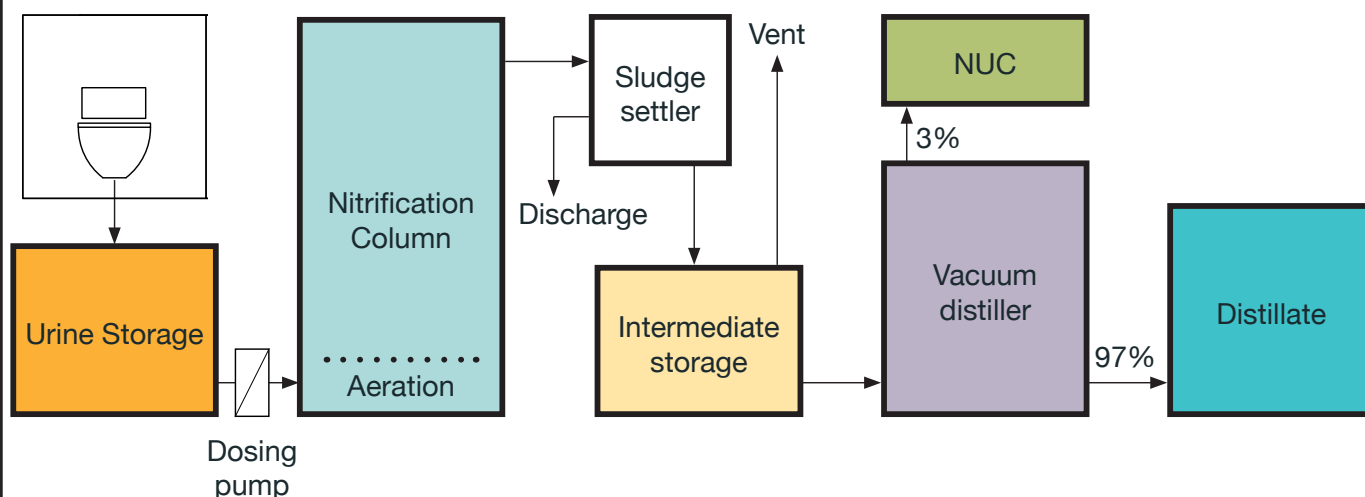 Urine Storage
Dosing
pump
Nitrification
Column
Aeration
Sludge
settler
Discharge
Vent
Intermediate
storage
NUC
3%
Vacuum
distiller
97%
Distillate